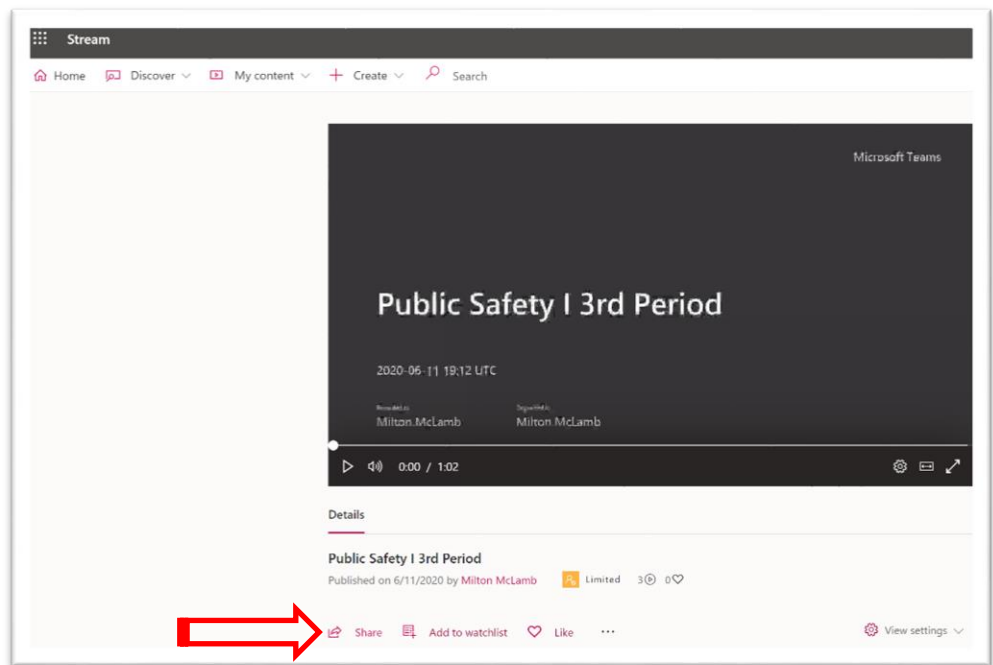 Stream
Home Discover My content Create Search
Microsoft Teams
Public Safety I 3rd Period
2020-06-11 19:12 UTC
Milton.McLamb Milton McLamb
0:00 / 1:02
Details
Public Safety I 3rd Period
Published on 6/11/2020 by Milton McLamb Limited 3 0
Share Add to watchlist Like ... View settings